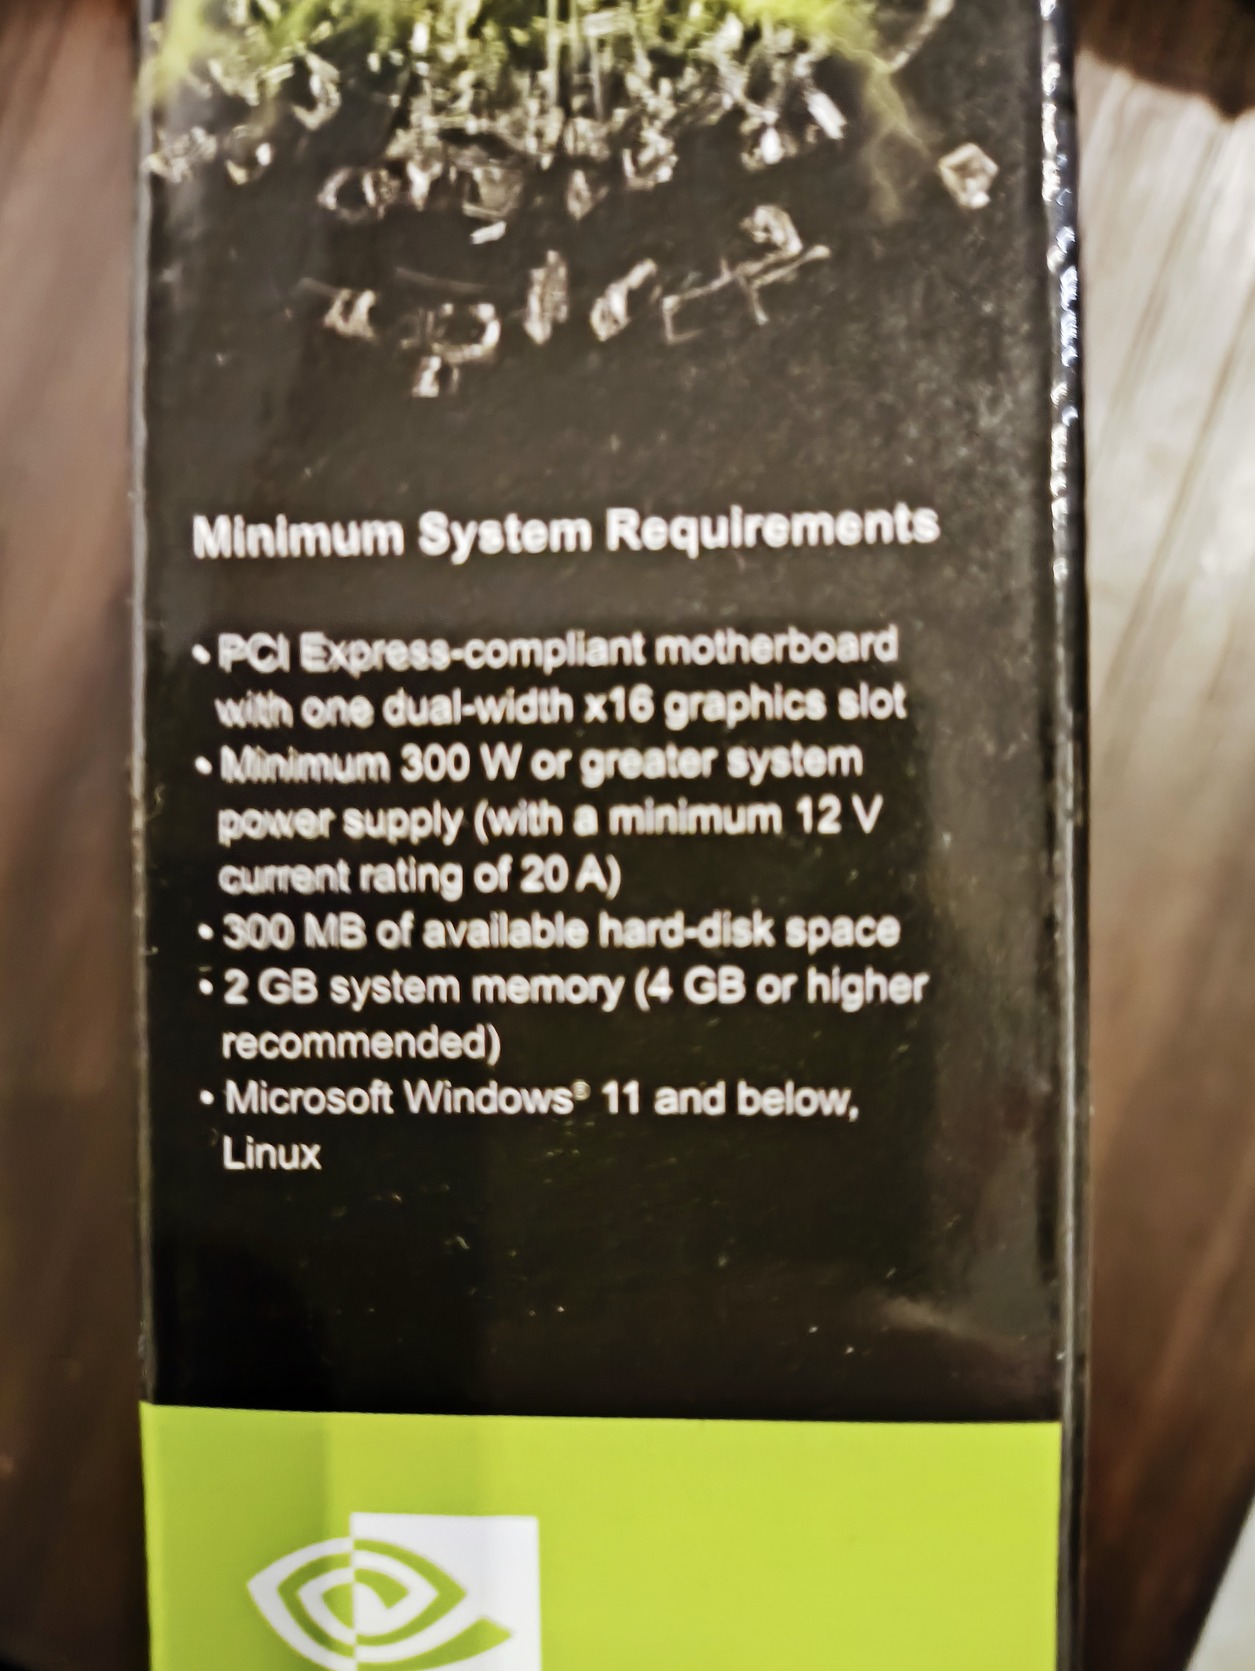 Minimum System Requirements
• PCI Express-compliant motherboard
with one dual-width x16 graphics slot
• Minimum 300 W or greater system
power supply (with a minimum 12 V
current rating of 20 A)
• 300 MB of available hard-disk space
• 2 GB system memory (4 GB or higher
recommended)
• Microsoft Windows® 11 and below,
Linux